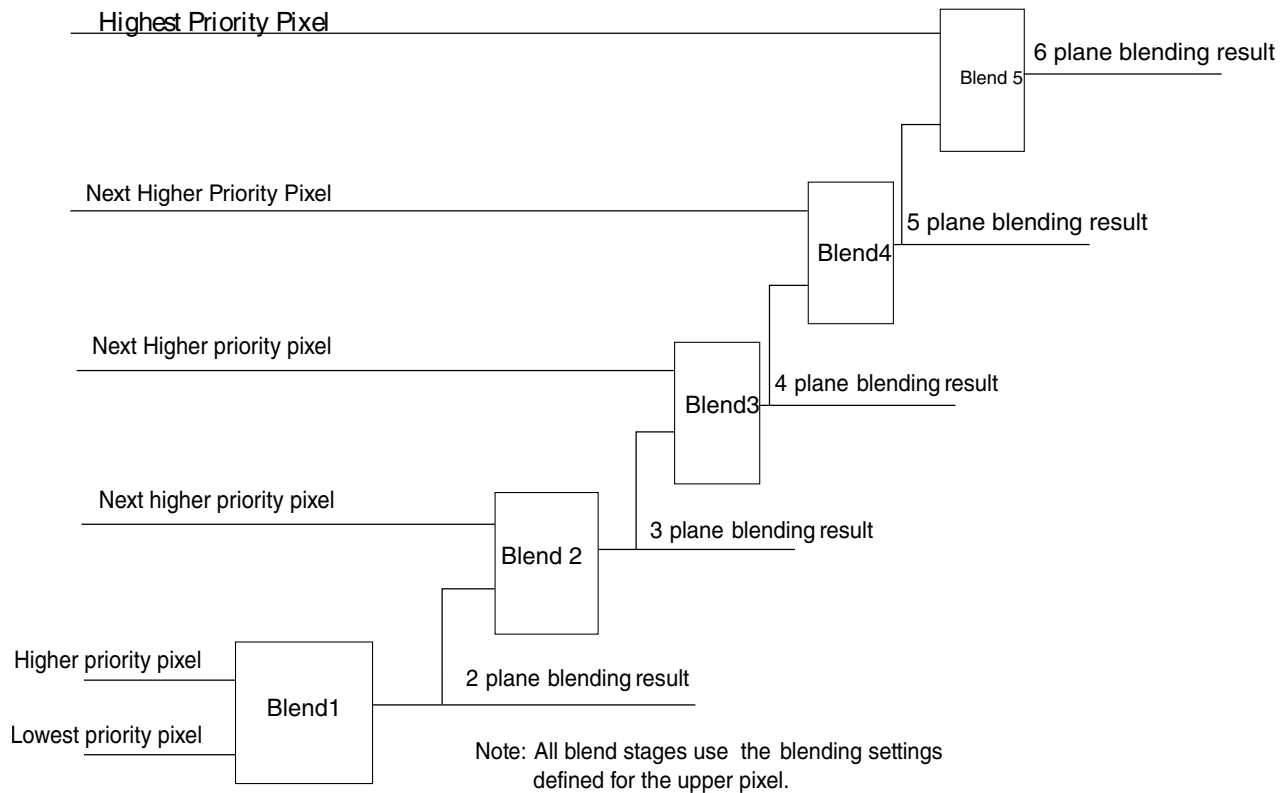 Highest Priority Pixel
6 plane blending result
Blend 5
Next Higher Priority Pixel
5 plane blending result
Blend4
Next Higher priority pixel
4 plane blending result
Blend3
Next higher priority pixel
3 plane blending result
Blend 2
Higher priority pixel
2 plane blending result
Blend1
Lowest priority pixel
Note: All blend stages use the blending settings
defined for the upper pixel.